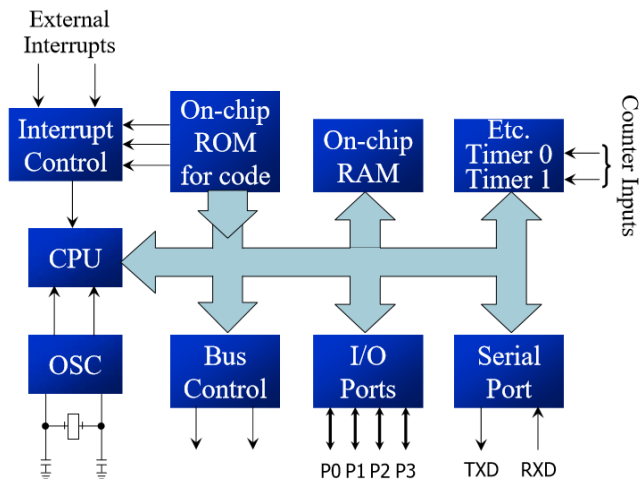 External
Interrupts
Interrupt
Control
On-chip
ROM
for code
On-chip
RAM
Etc.
Timer 0
Timer 1
Counter Inputs
CPU
OSC
Bus
Control
I/O
Ports
Serial
Port
P0 P1 P2 P3
TXD RXD